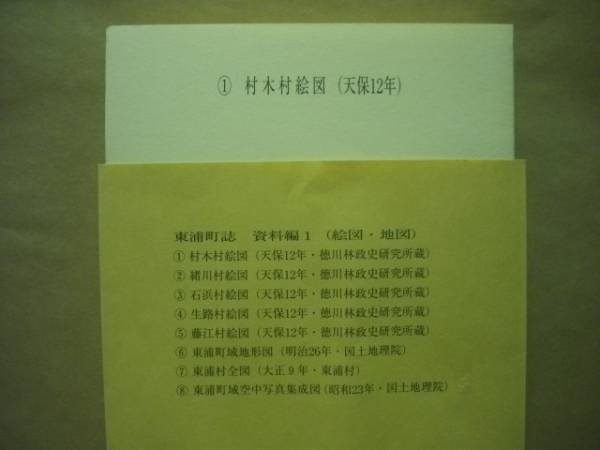 ① 村木村絵図（天保12年）
東浦町誌　資料編1　（絵図・地図）
① 村木村絵図（天保12年・徳川林政史研究所蔵）
② 緒川村絵図（天保12年・徳川林政史研究所蔵）
③ 石浜村絵図（天保12年・徳川林政史研究所蔵）
④ 生路村絵図（天保12年・徳川林政史研究所蔵）
⑤ 藤江村絵図（天保12年・徳川林政史研究所蔵）
⑥ 東浦町域地形図（明治26年・国土地理院）
⑦ 東浦村全図（大正9年・東浦村）
⑧ 東浦町域空中写真集成図（昭和23年・国土地理院）